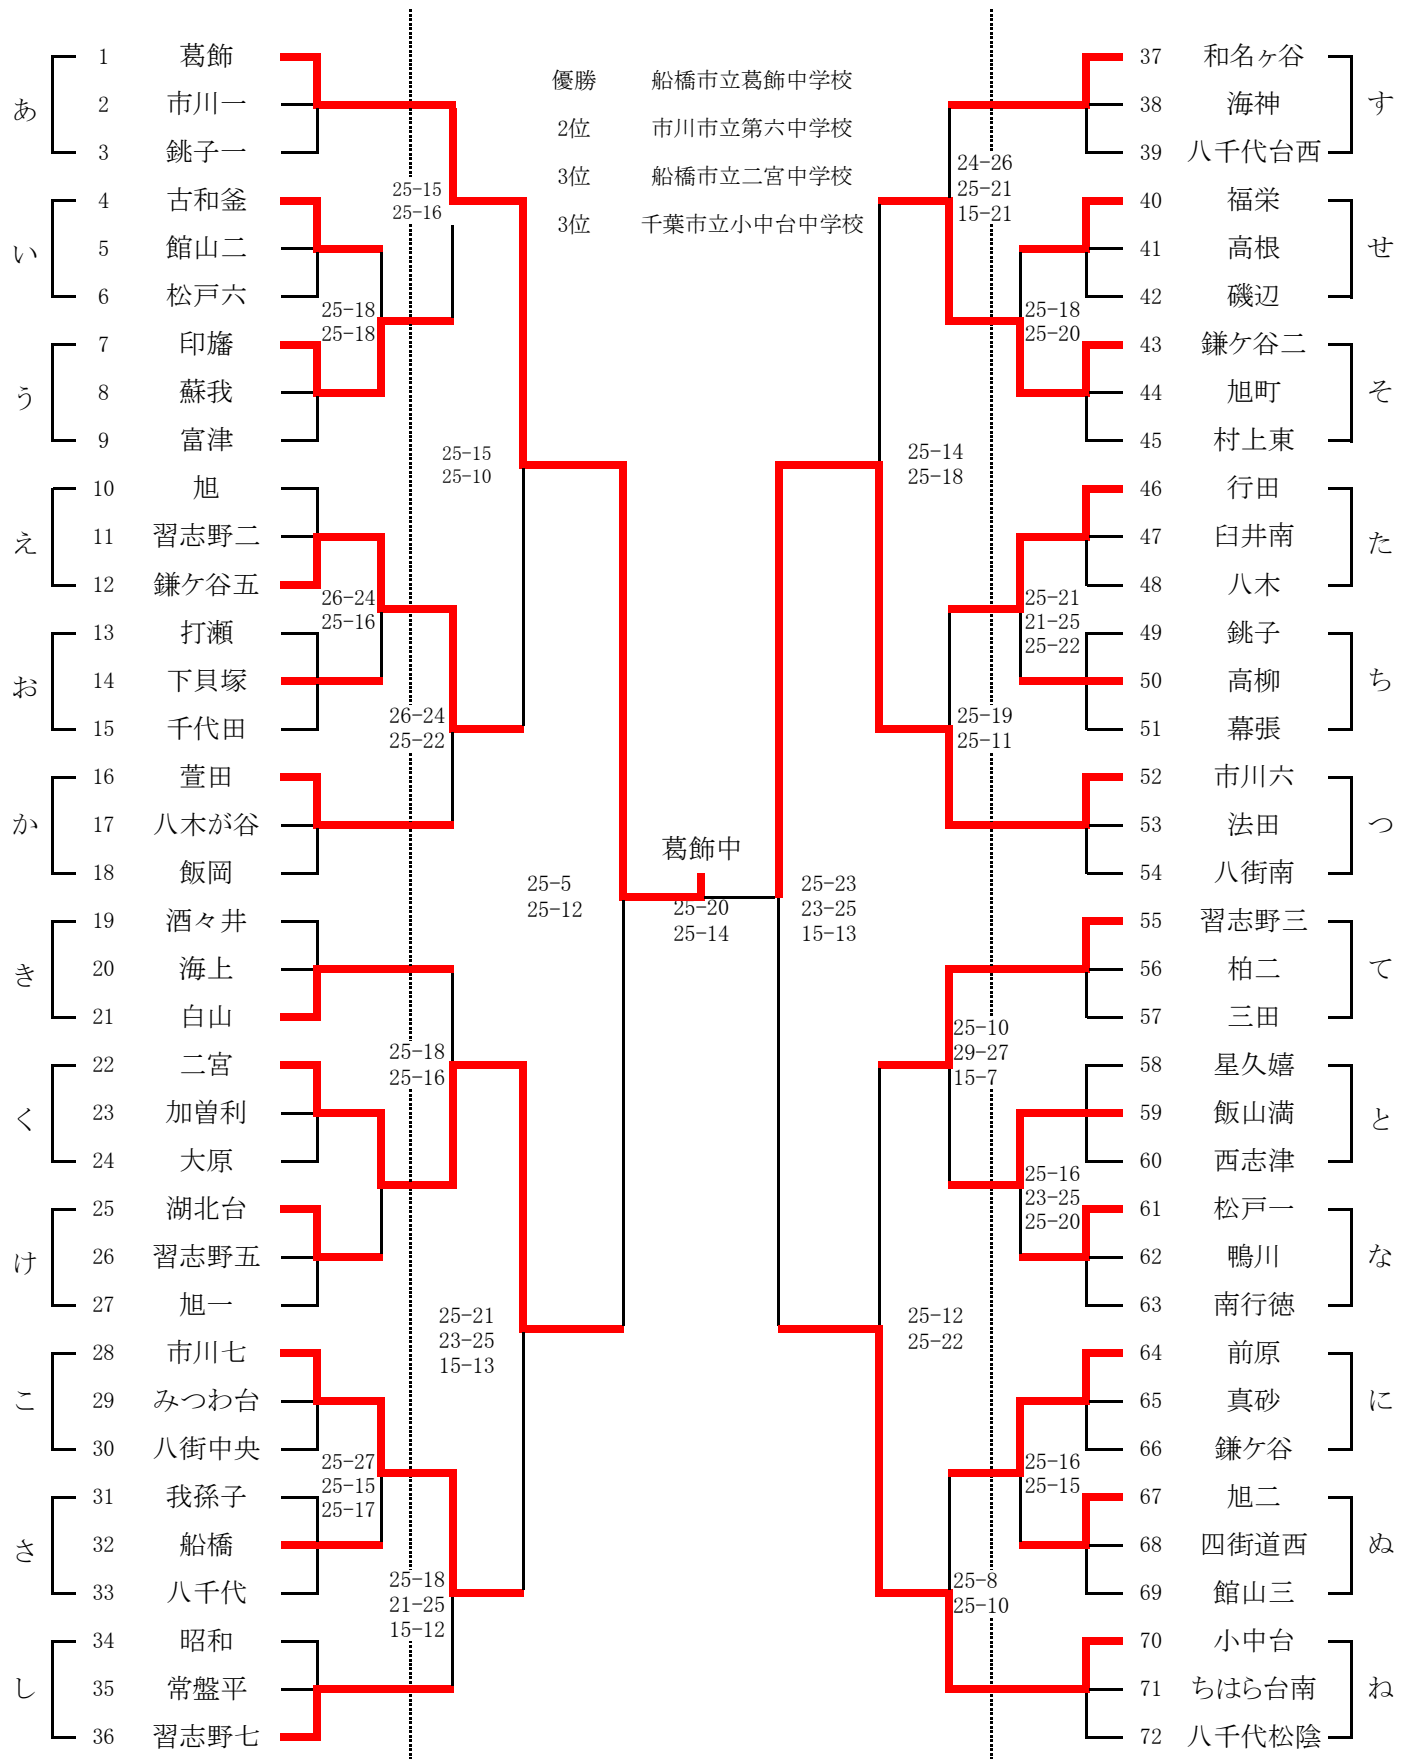 優勝 船橋市立葛飾中学校
2位 市川市立第六中学校
3位 船橋市立二宮中学校
3位 千葉市立小中台中学校
あ
1 葛飾
2 市川一
3 銚子一
い
4 古和釜
5 館山二
6 松戸六
う
7 印旛
8 蘇我
9 富津
え
10 旭
11 習志野二
12 鎌ケ谷五
お
13 打瀬
14 下貝塚
15 千代田
か
16 萱田
17 八木が谷
18 飯岡
き
19 酒々井
20 海上
21 白山
く
22 二宮
23 加曽利
24 大原
け
25 湖北台
26 習志野五
27 旭一
こ
28 市川七
29 みつわ台
30 八街中央
さ
31 我孫子
32 船橋
33 八千代
し
34 昭和
35 常盤平
36 習志野七
25-18
25-18
26-24
25-16
25-27
25-15
25-17
25-15
25-16
26-24
25-22
25-18
25-16
25-18
21-25
15-12
25-15
25-10
25-21
23-25
15-13
25-5
25-12
葛飾中
25-20
25-14
25-23
23-25
15-13
25-14
25-18
25-12
25-22
24-26
25-21
15-21
25-19
25-11
25-10
29-27
15-7
25-8
25-10
25-18
25-20
25-21
21-25
25-22
25-16
23-25
25-20
25-16
25-15
37 和名ヶ谷
38 海神
39 八千代台西
す
40 福栄
41 高根
42 磯辺
せ
43 鎌ケ谷二
44 旭町
45 村上東
そ
46 行田
47 臼井南
48 八木
た
49 銚子
50 高柳
51 幕張
ち
52 市川六
53 法田
54 八街南
つ
55 習志野三
56 柏二
57 三田
て
58 星久嬉
59 飯山満
60 西志津
と
61 松戸一
62 鴨川
63 南行徳
な
64 前原
65 真砂
66 鎌ケ谷
に
67 旭二
68 四街道西
69 館山三
ぬ
70 小中台
71 ちはら台南
72 八千代松陰
ね